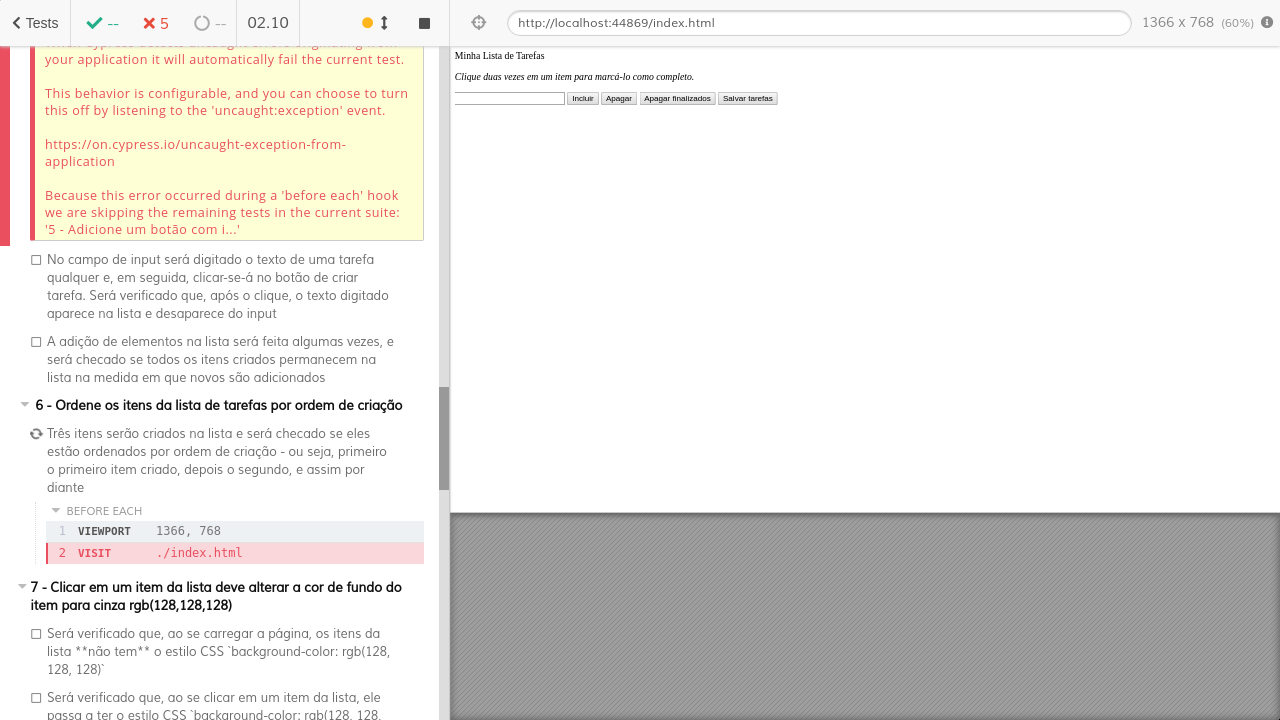 Tests
--
5
--
02.10
http://localhost:44869/index.html
1366 x 768 (60%)
your application it will automatically fail the current test.
This behavior is configurable, and you can choose to turn
this off by listening to the 'uncaught:exception' event.
https://on.cypress.io/uncaught-exception-from-
application
Because this error occurred during a 'before each' hook
we are skipping the remaining tests in the current suite:
'5 - Adicione um botão com i...'
No campo de input será digitado o texto de uma tarefa
qualquer e, em seguida, clicar-se-á no botão de criar
tarefa. Será verificado que, após o clique, o texto digitado
aparece na lista e desaparece do input
A adição de elementos na lista será feita algumas vezes, e
será checado se todos os itens criados permanecem na
lista na medida em que novos são adicionados
6 - Ordene os itens da lista de tarefas por ordem de criação
Três itens serão criados na lista e será checado se eles
estão ordenados por ordem de criação - ou seja, primeiro
o primeiro item criado, depois o segundo, e assim por
diante
BEFORE EACH
1 VIEWPORT 1366, 768
2 VISIT ./index.html
7 - Clicar em um item da lista deve alterar a cor de fundo do
item para cinza rgb(128,128,128)
Será verificado que, ao se carregar a página, os itens da
lista **não tem** o estilo CSS `background-color: rgb(128,
128, 128)`
Será verificado que, ao se clicar em um item da lista, ele
passa a ter o estilo CSS `background-color: rgb(128, 128,
Minha Lista de Tarefas
Clique duas vezes em um item para marcá-lo como completo.
Incluir Apagar Apagar finalizados Salvar tarefas